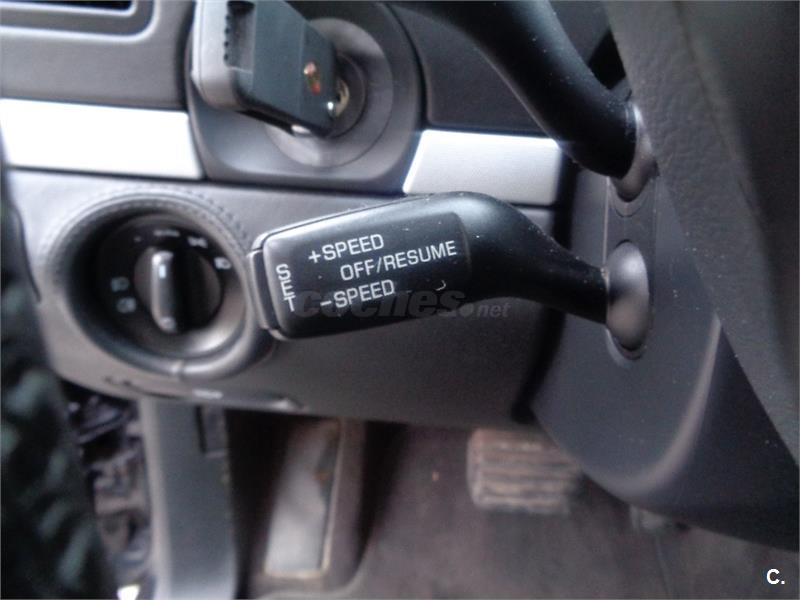 +SPEED
OFF/RESUME
SET
-SPEED
coches.net
C.